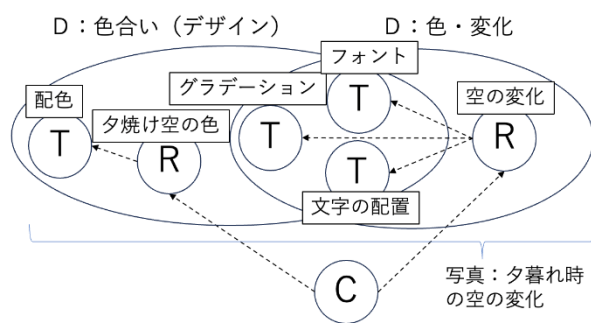 D：色合い（デザイン）
D：色・変化
フォント
グラデーション
配色
夕焼け空の色
空の変化
T
T
T
R
R
T
文字の配置
C
写真：夕暮れ時
の空の変化